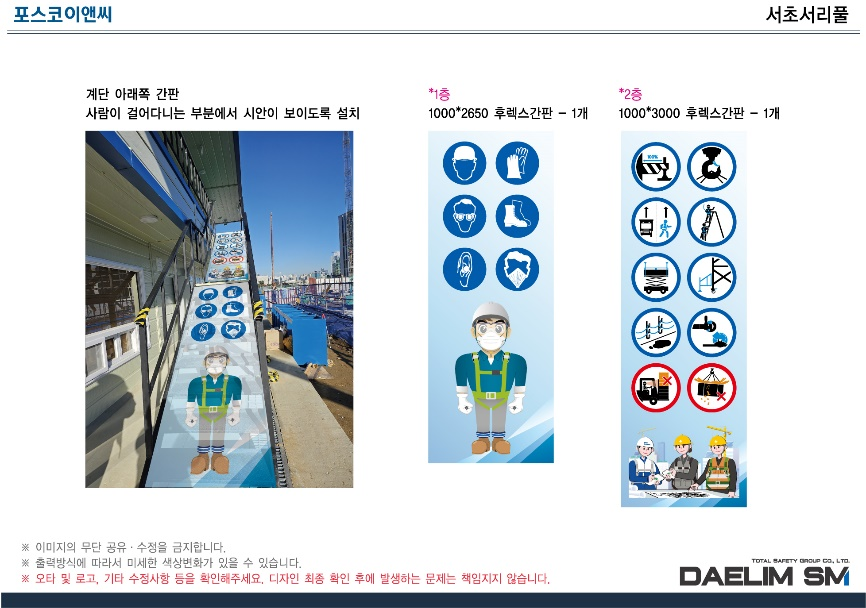 포스코이앤씨
서초서리풀
계단 아래쪽 간판
사람이 걸어다니는 부분에서 시안이 보이도록 설치
*1층
1000*2650 후렉스간판 - 1개
*2층
1000*3000 후렉스간판 - 1개
100%
※ 이미지의 무단 공유·수정을 금지합니다.
※ 출력방식에 따라서 미세한 색상변화가 있을 수 있습니다.
※ 오타 및 로고, 기타 수정사항 등을 확인해주세요. 디자인 최종 확인 후에 발생하는 문제는 책임지지 않습니다.
TOTAL SAFETY GROUP CO., LTD.
DAELIM SM